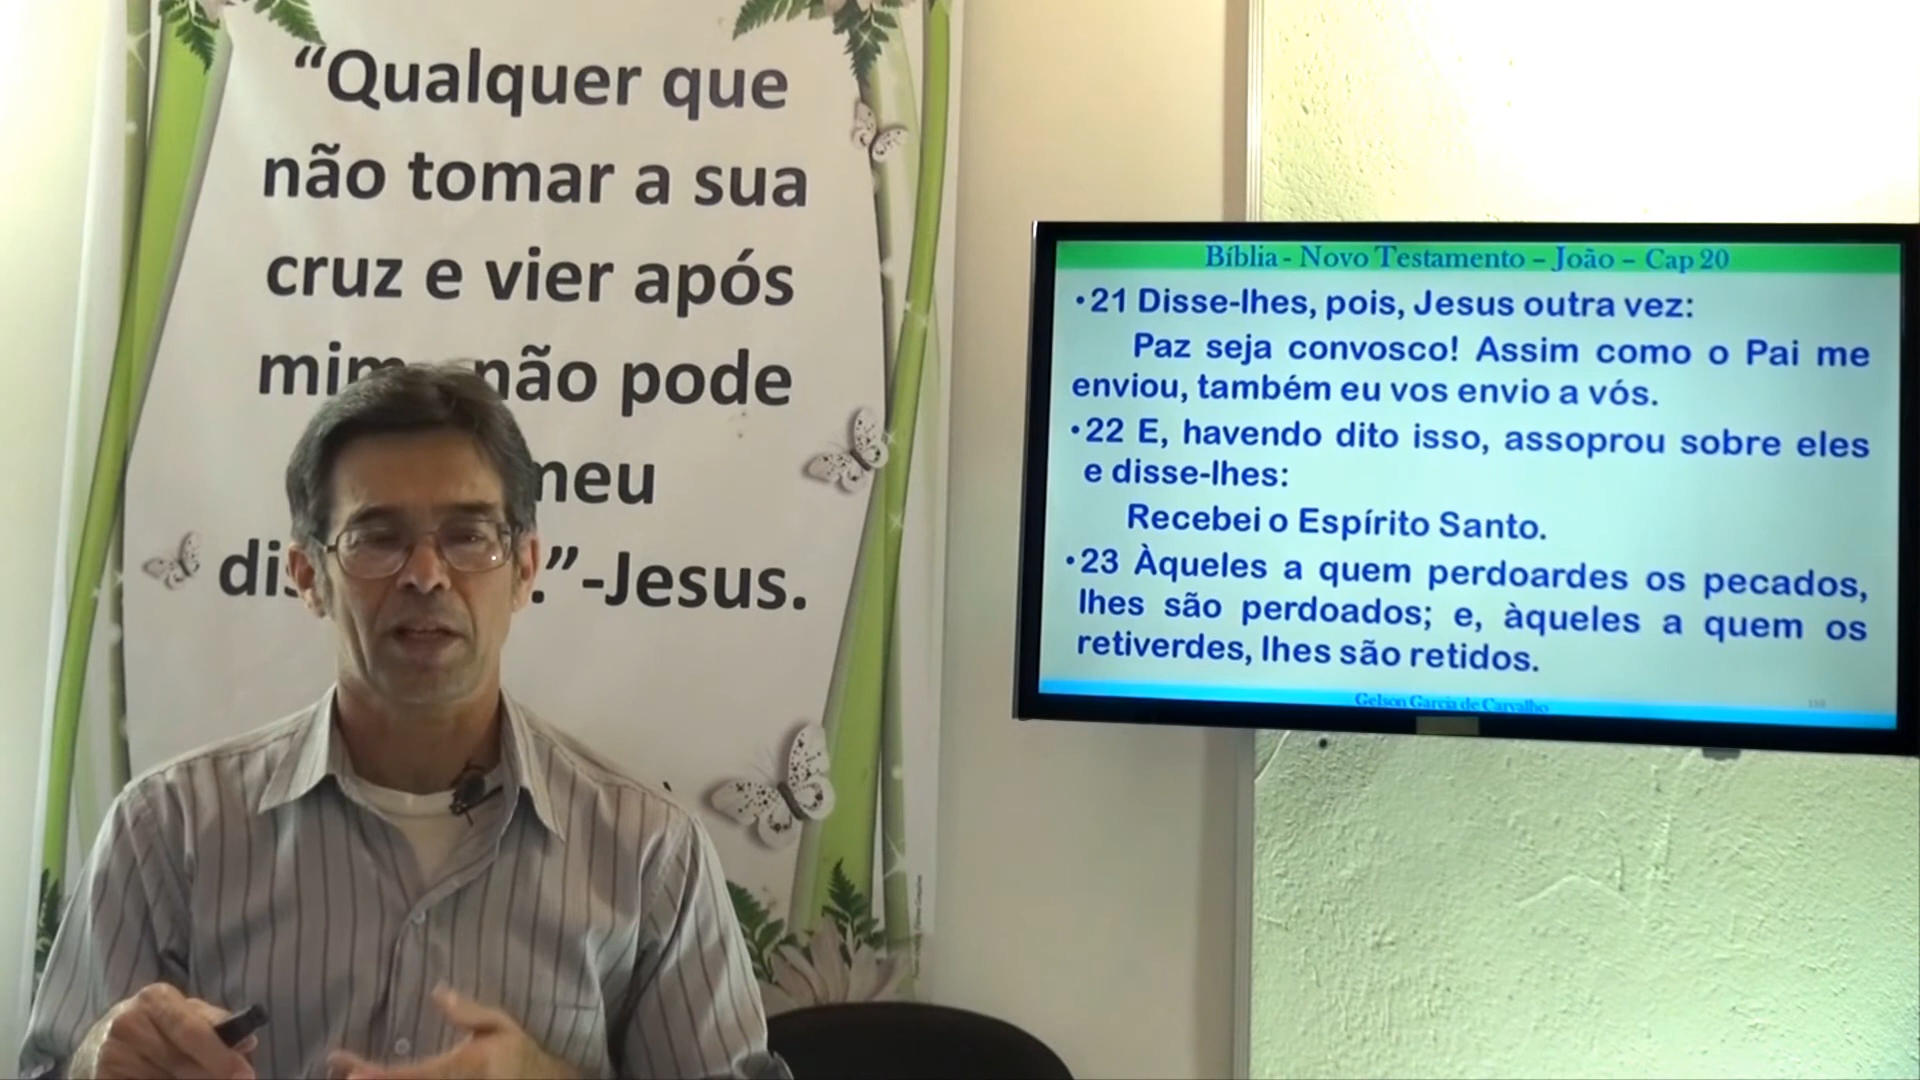 “Qualquer que
não tomar a sua
cruz e vier após
não pode
meu
”-Jesus.
Bíblia - Novo Testamento – João – Cap 20
•21 Disse-lhes, pois, Jesus outra vez:
Paz seja convosco! Assim como o Pai me
enviou, também eu vos envio a vós.
•22 E, havendo dito isso, assoprou sobre eles
e disse-lhes:
Recebei o Espírito Santo.
•23 Àqueles a quem perdoardes os pecados,
lhes são perdoados; e, àqueles a quem os
retiverdes, lhes são retidos.
Gelson Garcia de Carvalho